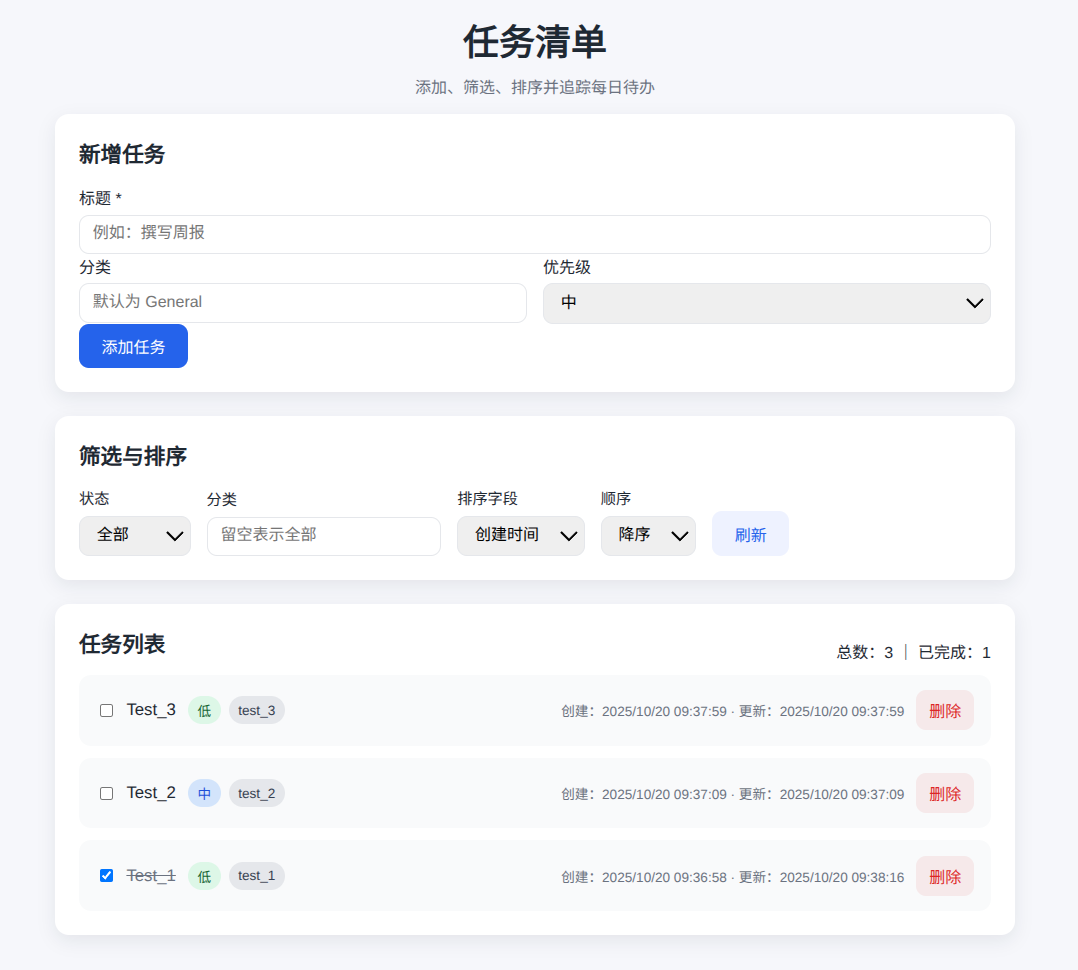 任务清单
添加、筛选、排序并追踪每日待办
新增任务
标题 *
例如：撰写周报
分类 优先级
默认为 General 中
添加任务
筛选与排序
状态 分类 排序字段 顺序
全部 留空表示全部 创建时间 降序 刷新
任务列表
总数：3 ｜ 已完成：1
Test_3 低 test_3 创建：2025/10/20 09:37:59 · 更新：2025/10/20 09:37:59 删除
Test_2 中 test_2 创建：2025/10/20 09:37:09 · 更新：2025/10/20 09:37:09 删除
Test_1 低 test_1 创建：2025/10/20 09:36:58 · 更新：2025/10/20 09:38:16 删除